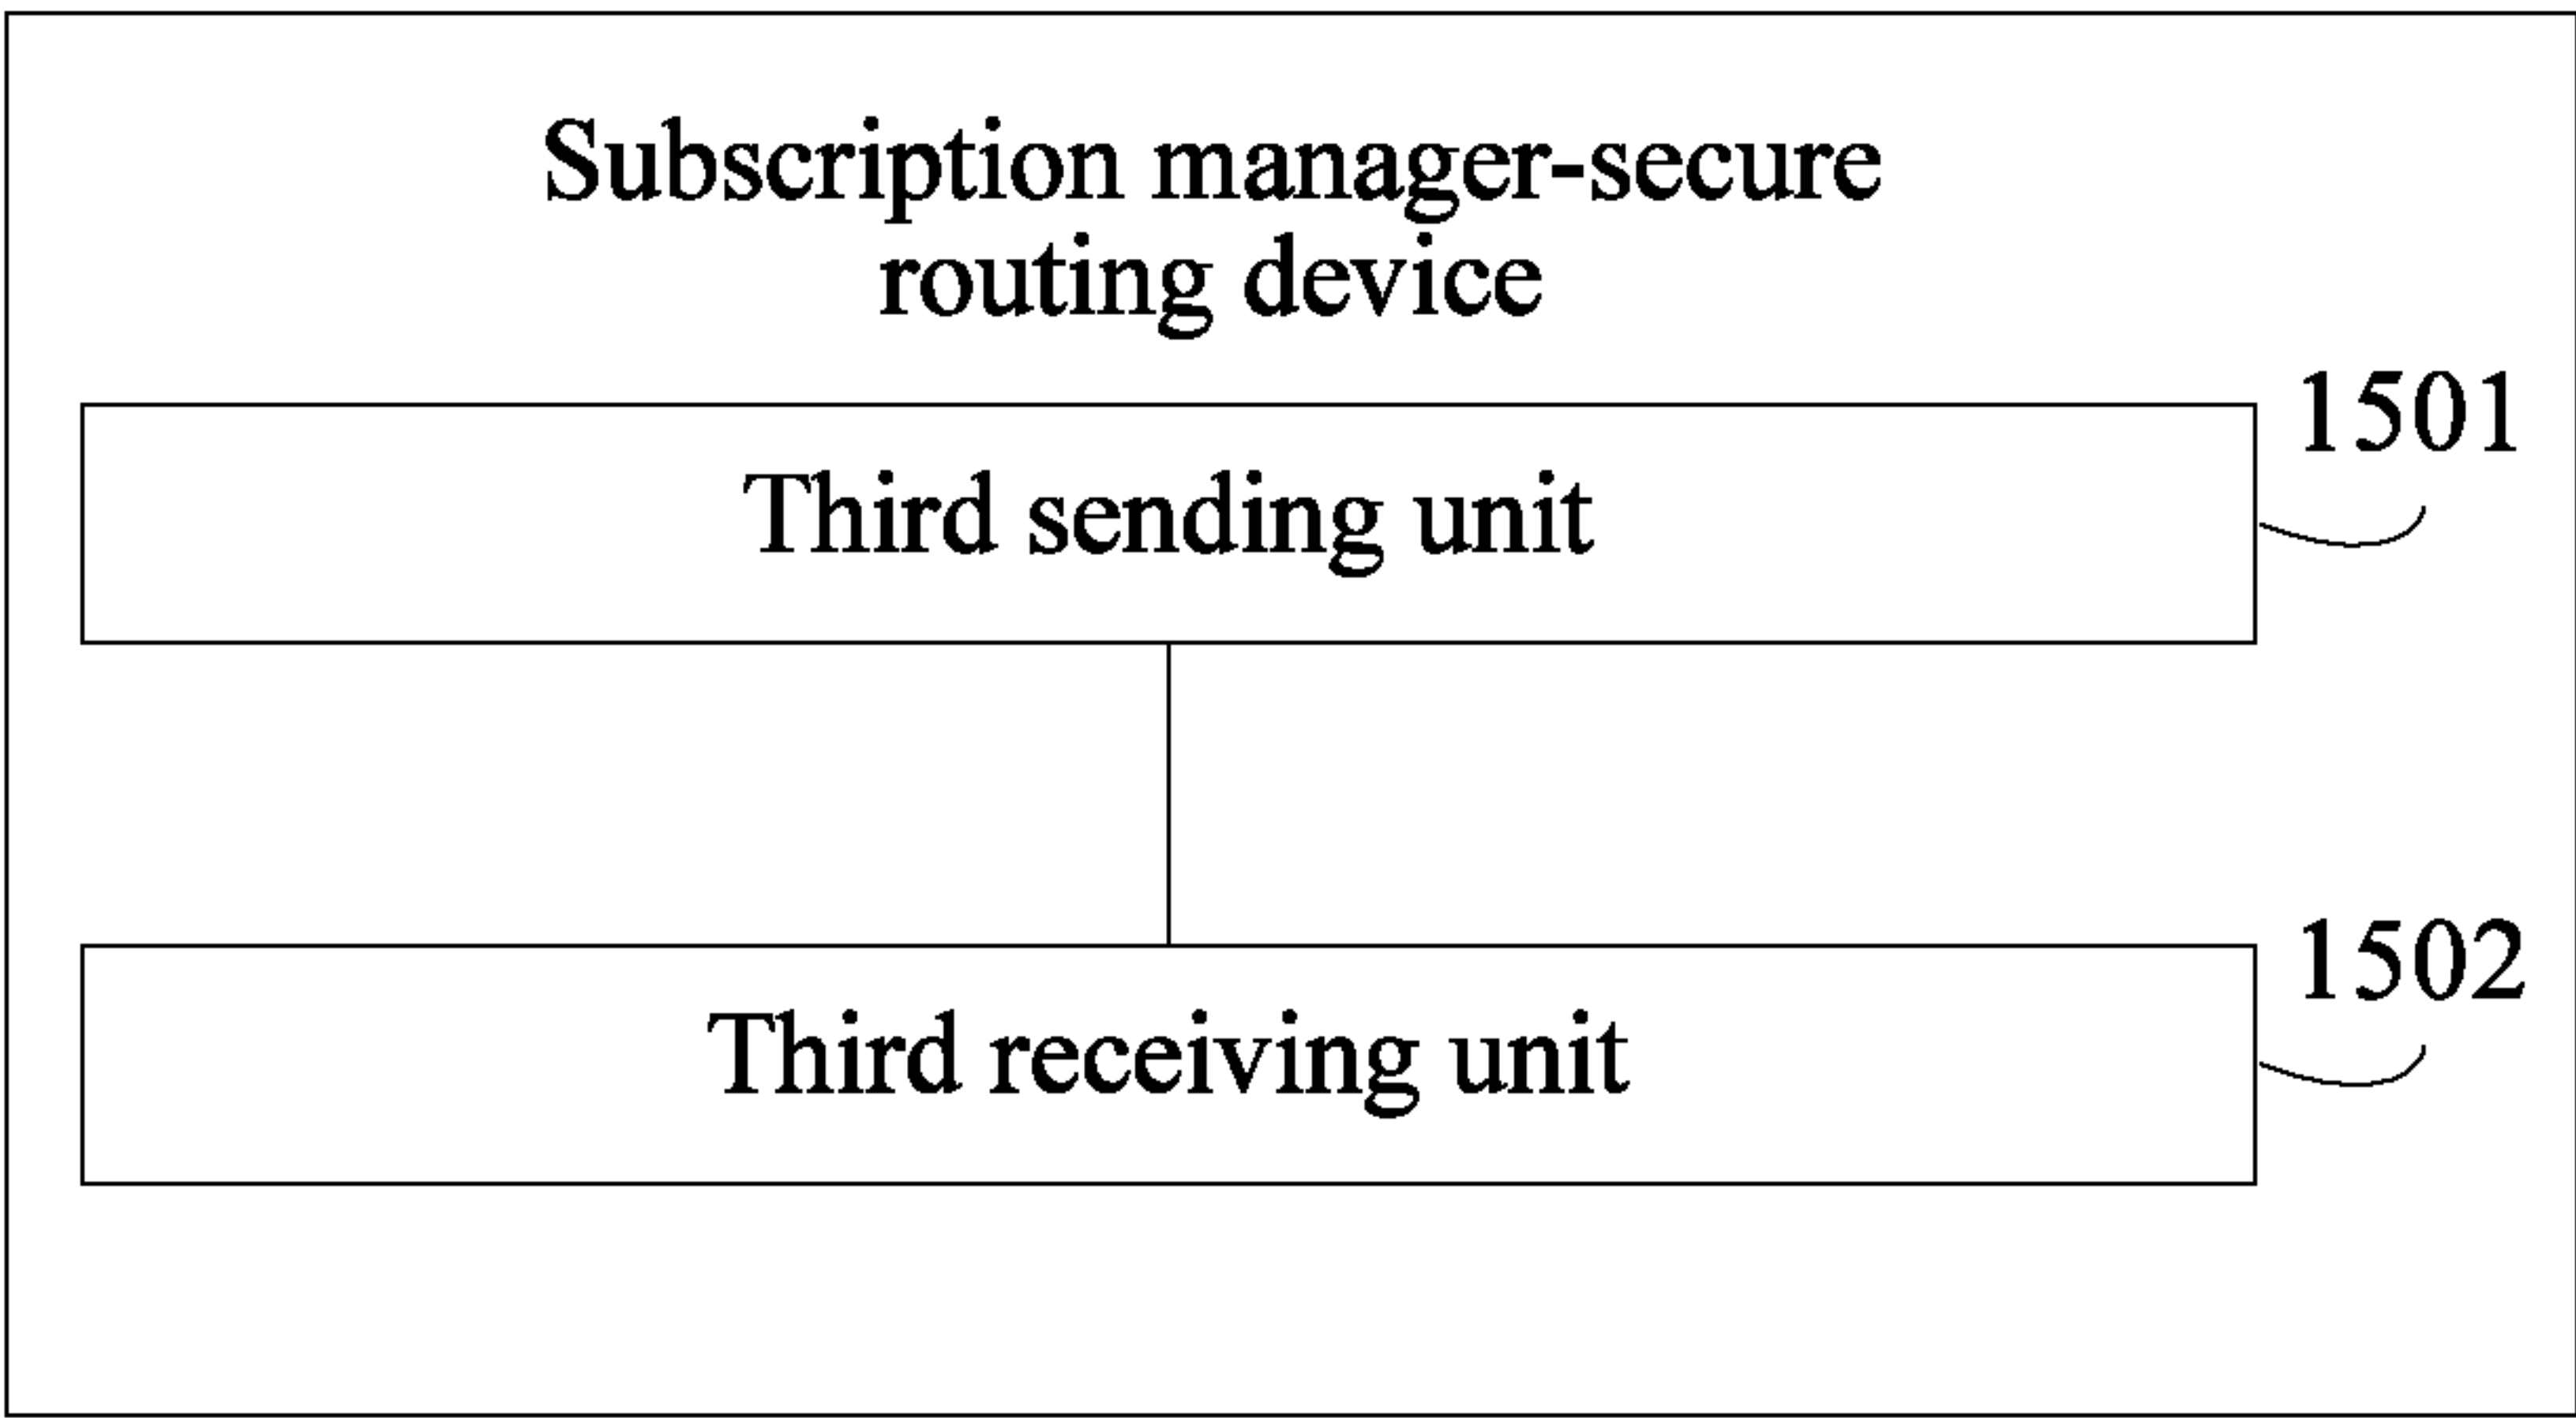 Subscription manager-secure
routing device
1501
Third sending unit
1502
Third receiving unit